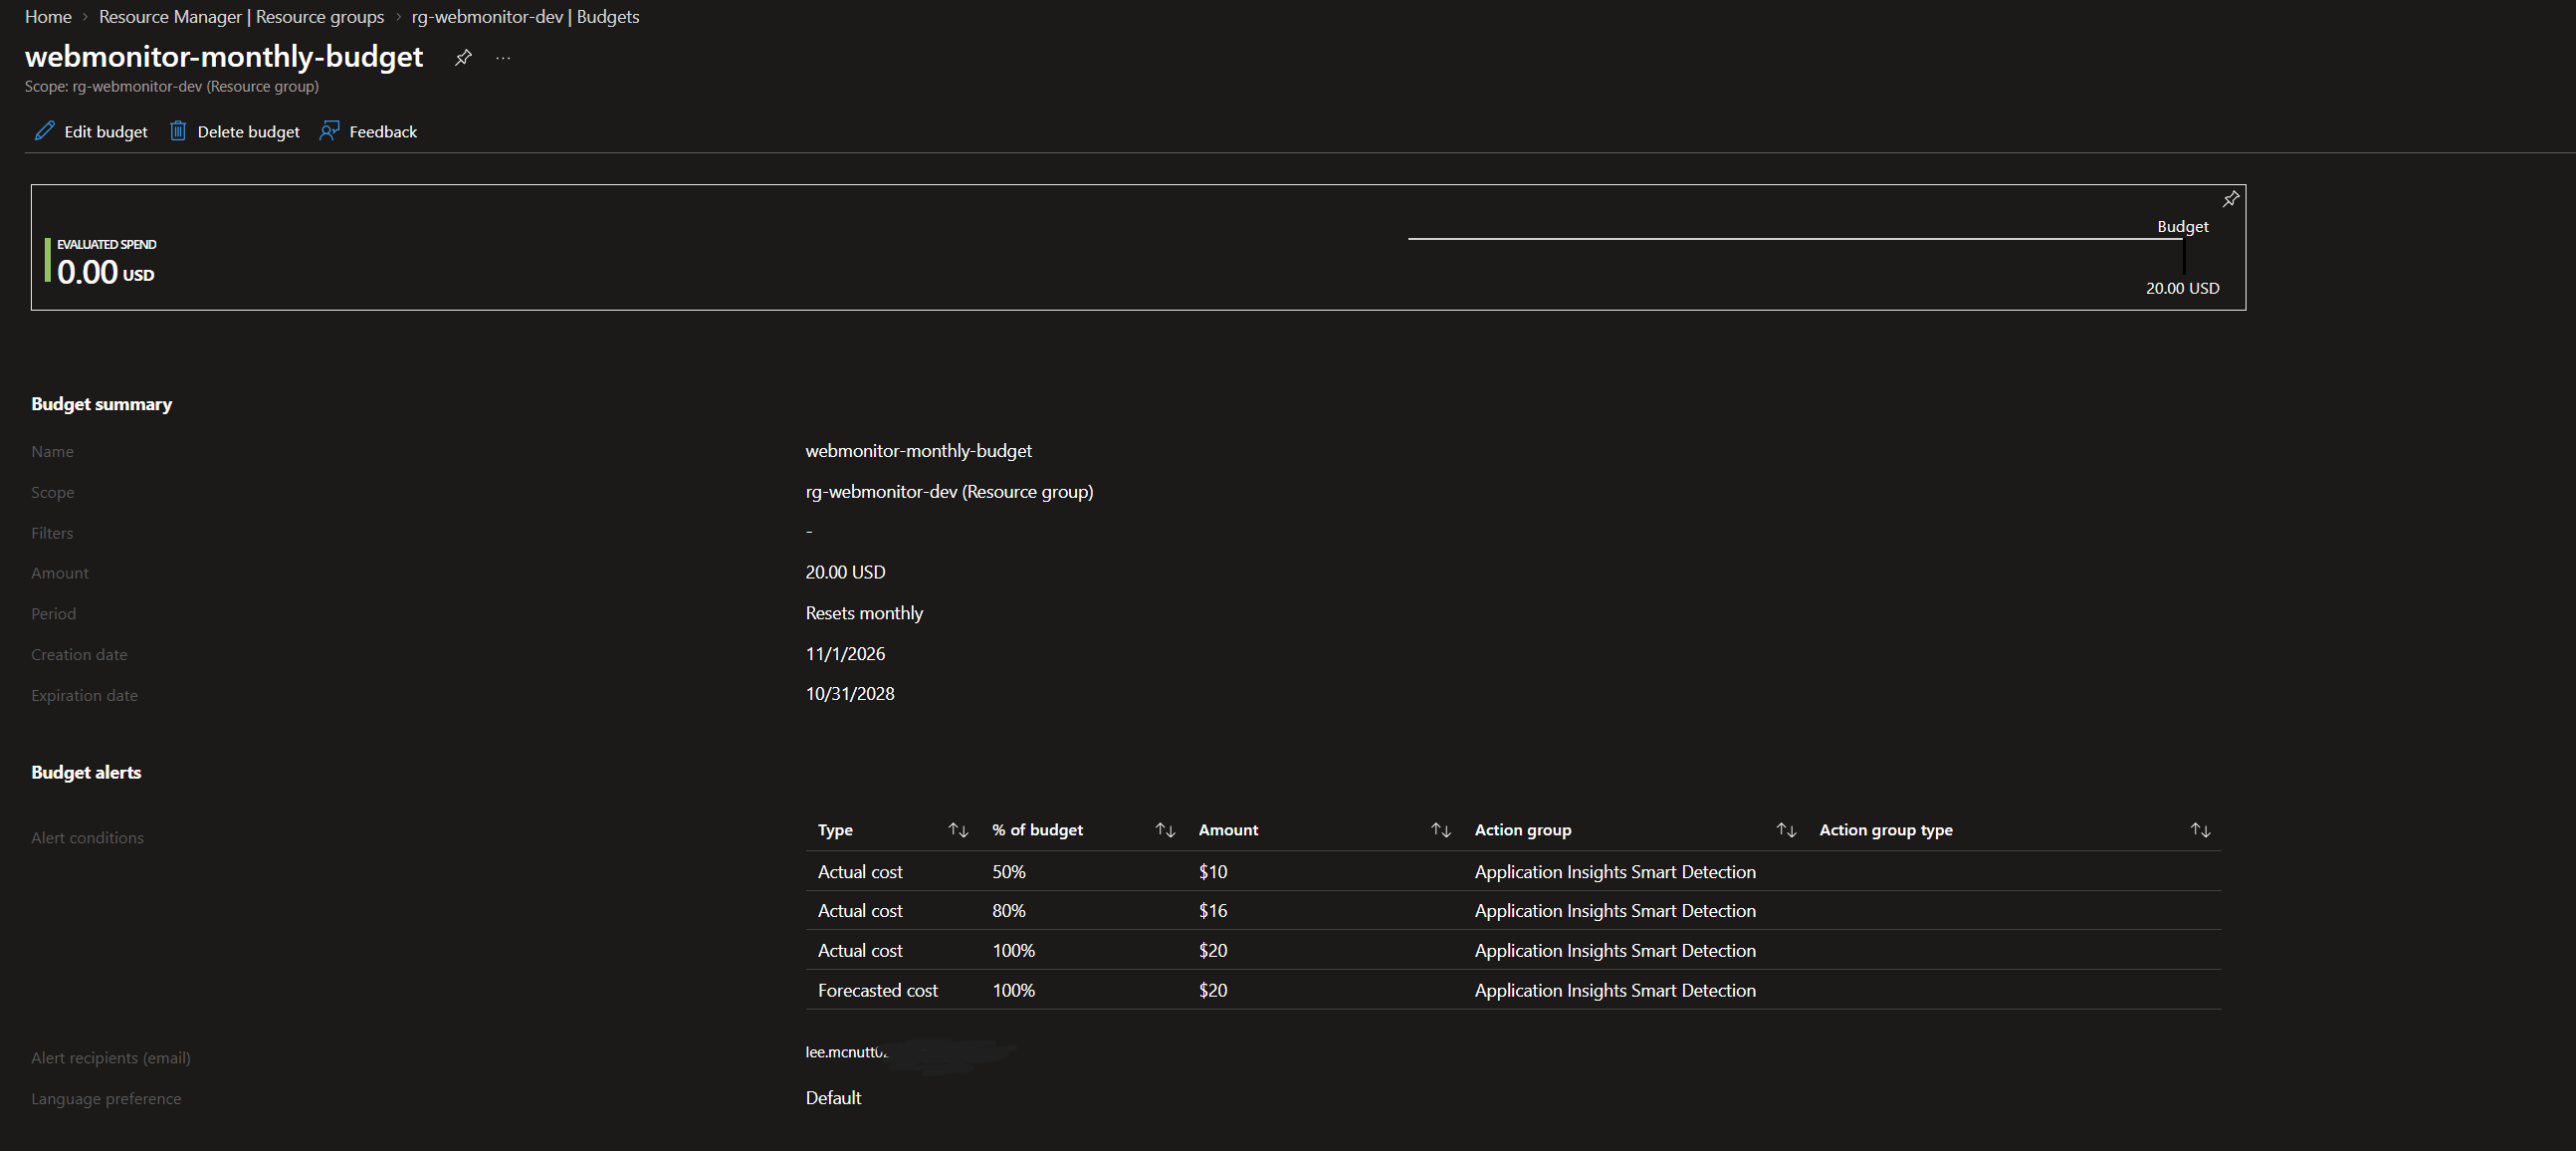 Home > Resource Manager | Resource groups > rg-webmonitor-dev | Budgets
webmonitor-monthly-budget ...
Scope: rg-webmonitor-dev (Resource group)
Edit budget Delete budget Feedback
Budget
EVALUATED SPEND
0.00 USD
20.00 USD
Budget summary
Name webmonitor-monthly-budget
Scope rg-webmonitor-dev (Resource group)
Filters -
Amount 20.00 USD
Period Resets monthly
Creation date 11/1/2026
Expiration date 10/31/2028
Budget alerts
Alert conditions
Type % of budget Amount Action group Action group type
Actual cost 50% $10 Application Insights Smart Detection
Actual cost 80% $16 Application Insights Smart Detection
Actual cost 100% $20 Application Insights Smart Detection
Forecasted cost 100% $20 Application Insights Smart Detection
Alert recipients (email)
Language preference Default